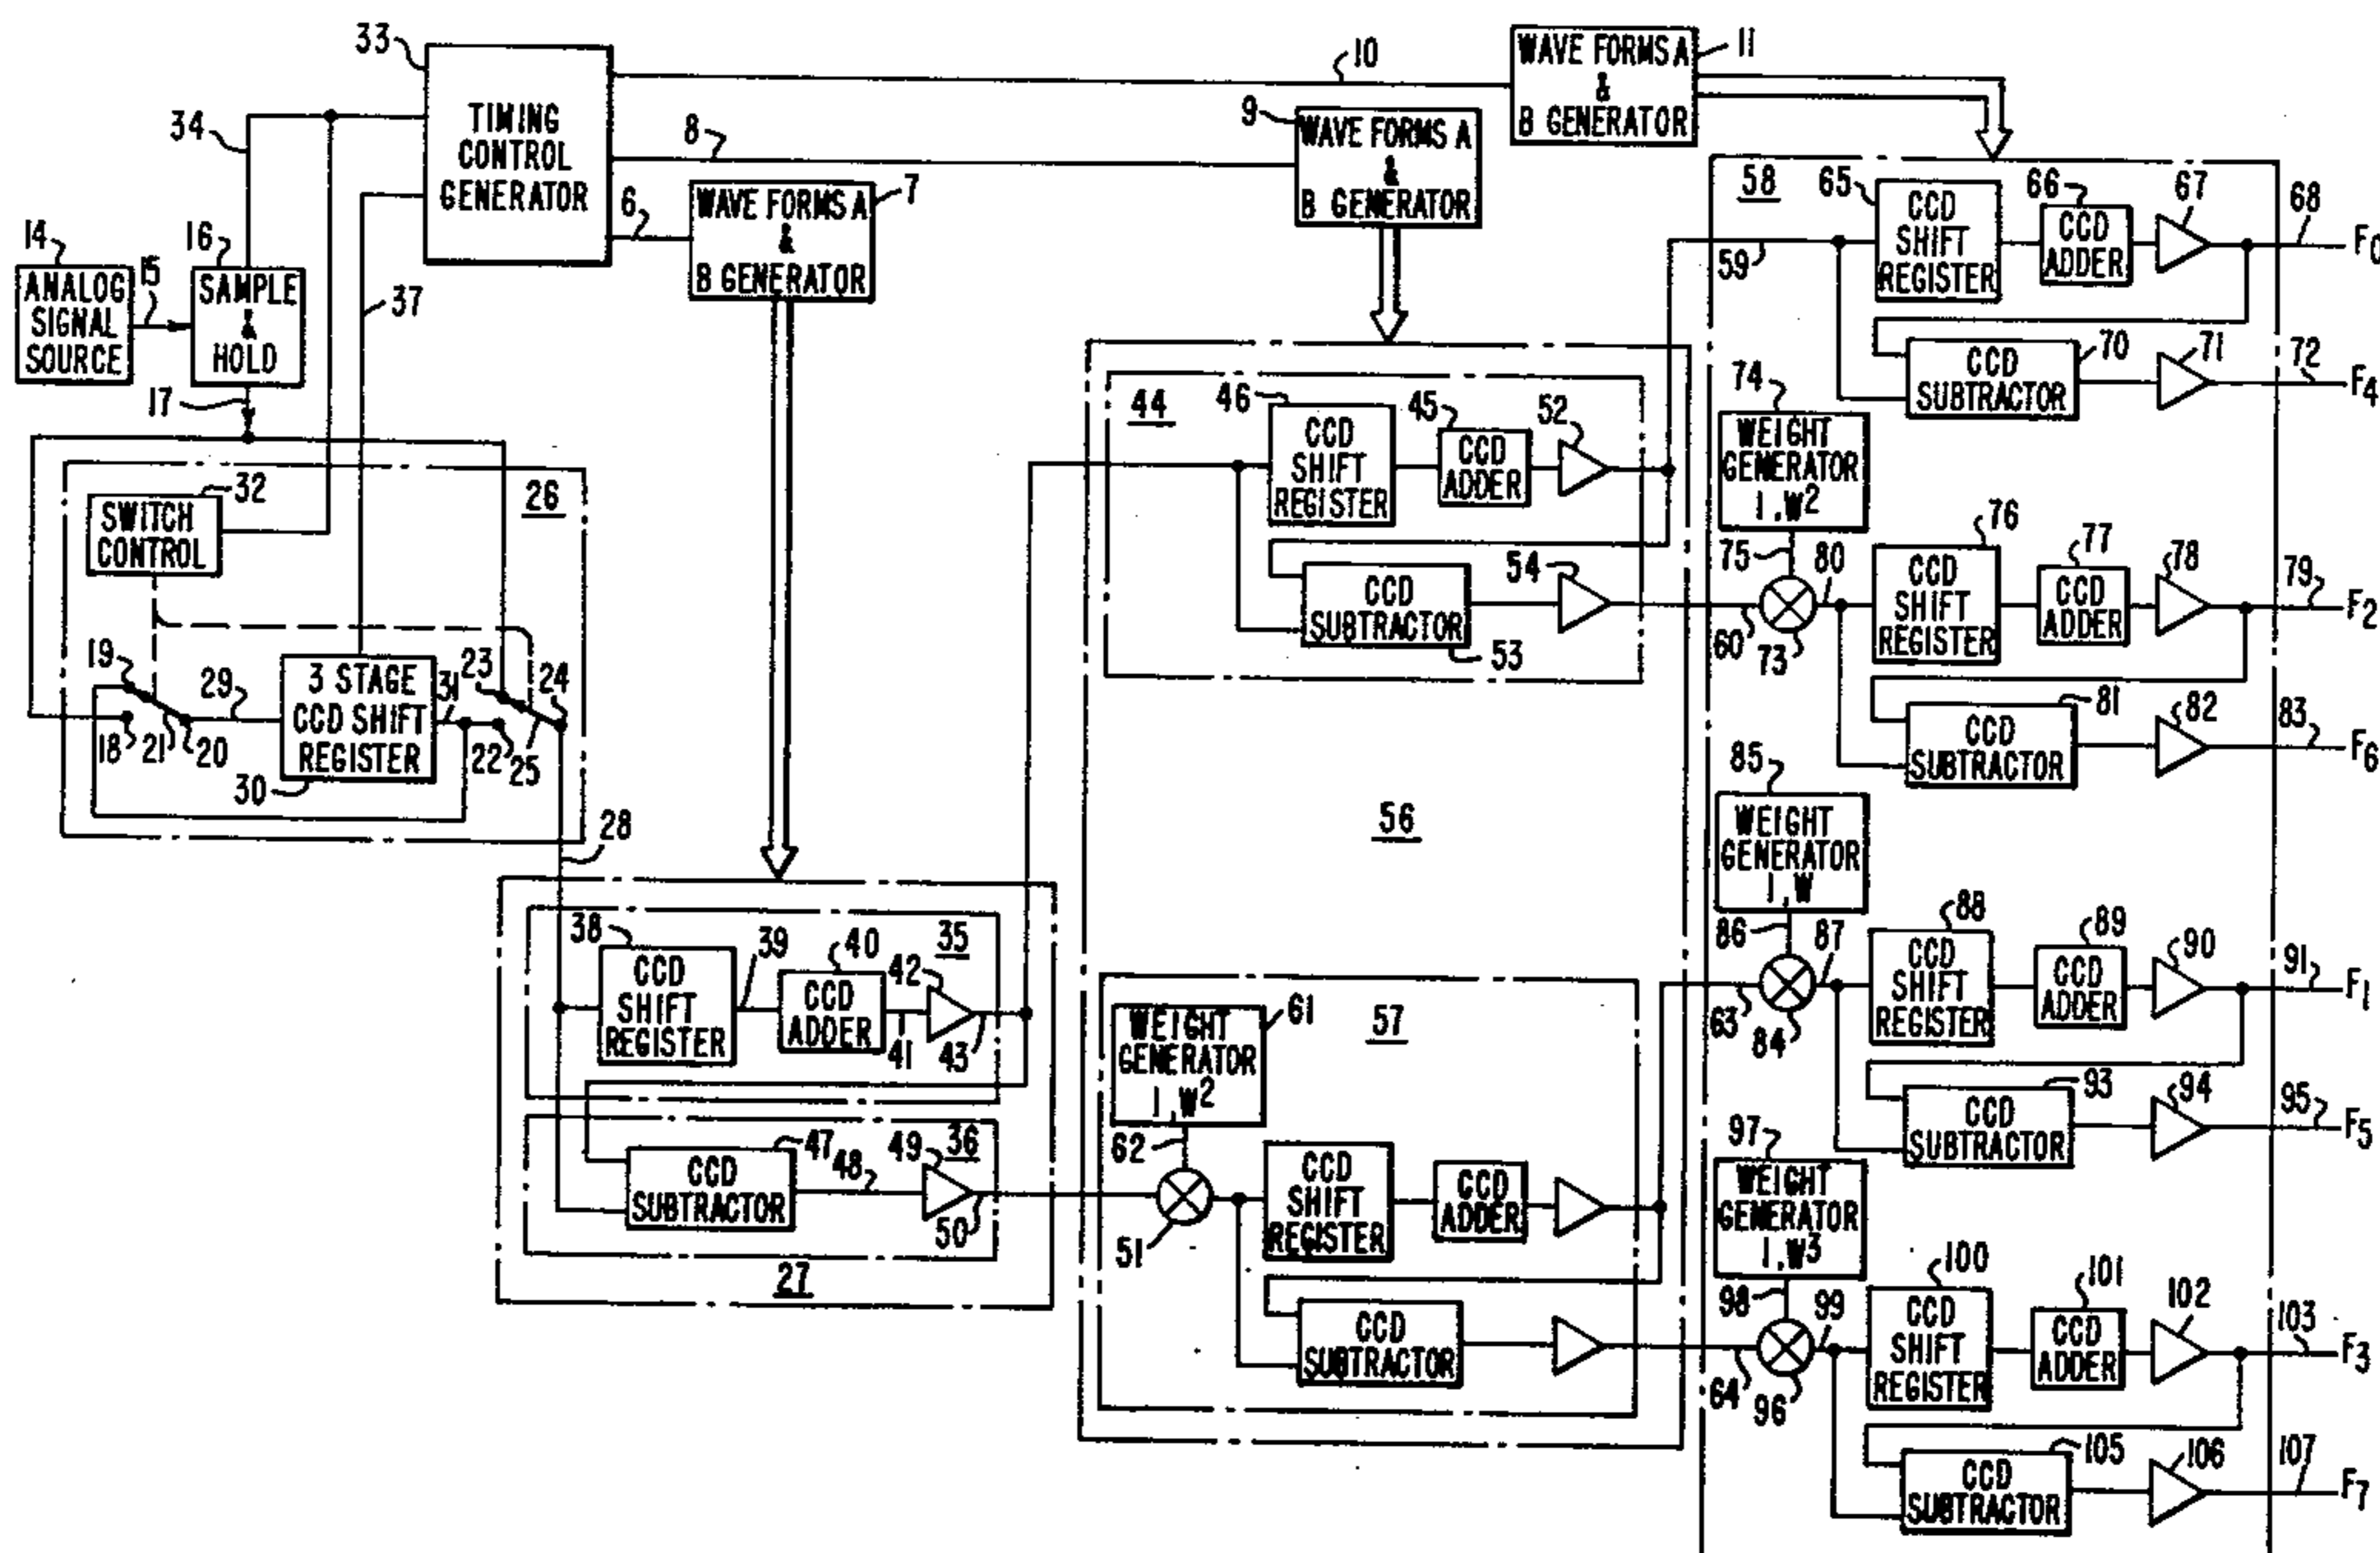 33
TIMING
CONTROL
GENERATOR
10
WAVE FORMS A
&
B GENERATOR
11
34
8
9
WAVE FORMS A
&
B GENERATOR
6
WAVE FORMS A
&
B GENERATOR
7
14
ANALOG
SIGNAL
SOURCE
15
16
SAMPLE
&
HOLD
17
37
58
65
CCD
SHIFT
REGISTER
66
CCD
ADDER
67
68
F0
59
CCD
SUBTRACTOR
70
71
72
F4
44
46
CCD
SHIFT
REGISTER
45
CCD
ADDER
52
74
WEIGHT
GENERATOR
1,W2
26
32
SWITCH
CONTROL
CCD
SUBTRACTOR
53
54
60
75
73
80
76
CCD
SHIFT
REGISTER
77
CCD
ADDER
78
79
F2
81
CCD
SUBTRACTOR
82
83
F6
19
18
21
20
29
3 STAGE
CCD SHIFT
REGISTER
30
31
23
22
24
25
28
56
85
WEIGHT
GENERATOR
1,W
86
87
63
84
88
CCD
SHIFT
REGISTER
89
CCD
ADDER
90
91
F1
93
CCD
SUBTRACTOR
94
95
F5
38
CCD
SHIFT
REGISTER
39
40
CCD
ADDER
41
35
42
43
47
CCD
SUBTRACTOR
48
49
36
50
27
WEIGHT
GENERATOR
1,W2
61
57
62
51
CCD
SHIFT
REGISTER
CCD
ADDER
CCD
SUBTRACTOR
97
WEIGHT
GENERATOR
1,W3
98
99
64
96
100
CCD
SHIFT
REGISTER
101
CCD
ADDER
102
103
F3
105
CCD
SUBTRACTOR
106
107
F7